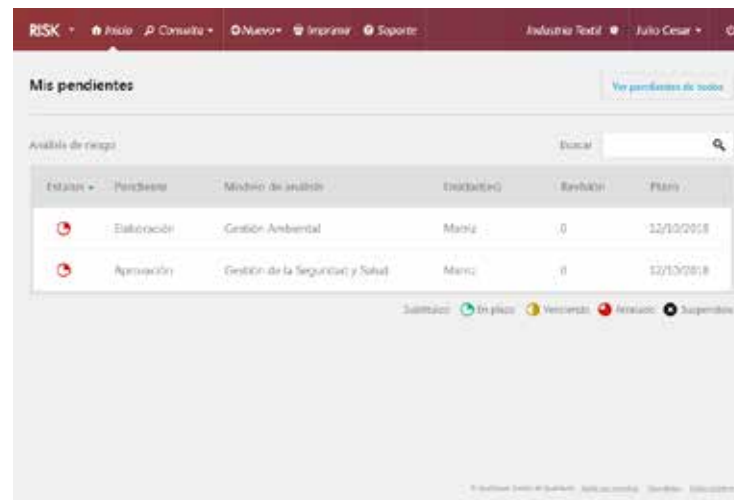 RISK Inicio Consulta Nuevo Imprimir Soporte Industria Textil Julio Cesar
Mis pendientes
Ver pendientes de todos
Análisis de riesgo
Buscar
Estatus Pendiente Modelo de análisis Unidad(es) Revisión Plazo
Elaboración Gestión Ambiental Matriz 0 12/10/2018
Aprovación Gestión de la Seguridad y Salud Matriz 0 12/10/2018
En plazo Venciendo Atrasado Suspendido